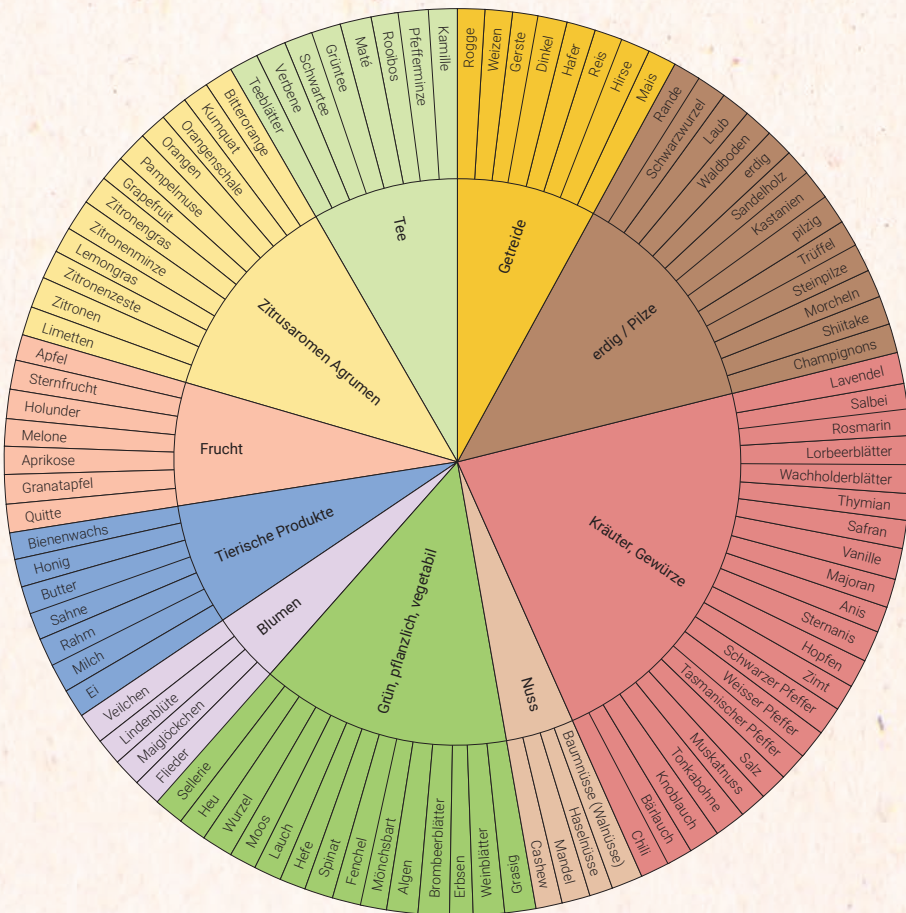 Getreide
Rogge
Weizen
Gerste
Dinkel
Hafer
Reis
Hirse
Mais
erdig / Pilze
Rande
Schwarzwurzel
Laub
Waldboden
erdig
Sandelholz
Kastanien
pilzig
Trüffel
Steinpilze
Morcheln
Shiitake
Champignons
Kräuter, Gewürze
Lavendel
Salbei
Rosmarin
Lorbeerblätter
Wachholderblätter
Thymian
Safran
Vanille
Majoran
Anis
Sternanis
Hopfen
Zimt
Schwarzer Pfeffer
Weisser Pfeffer
Tasmanischer Pfeffer
Salz
Muskatnuss
Tonkabohne
Knoblauch
Bärlauch
Chili
Nuss
Baumnüsse (Walnüsse)
Haselnüsse
Mandel
Cashew
Grün, pflanzlich, vegetabil
Grasig
Weinblätter
Erbsen
Brombeerblätter
Algen
Mönchsbart
Fenchel
Spinat
Hefe
Lauch
Moos
Wurzel
Heu
Sellerie
Blumen
Flieder
Maiglöckchen
Lindenblüte
Veilchen
Tierische Produkte
Ei
Milch
Rahm
Sahne
Butter
Honig
Bienenwachs
Frucht
Quitte
Granatapfel
Aprikose
Melone
Holunder
Sternfrucht
Apfel
Zitrusaromen Agrumen
Limetten
Zitronen
Zitronenzeste
Lemongras
Zitronenminze
Zitronengras
Grapefruit
Pampelmuse
Orangen
Orangenschale
Kumquat
Bitterorange
Tee
Teeblätter
Verbene
Schwartee
Grüntee
Maté
Rooibos
Pfefferminze
Kamille